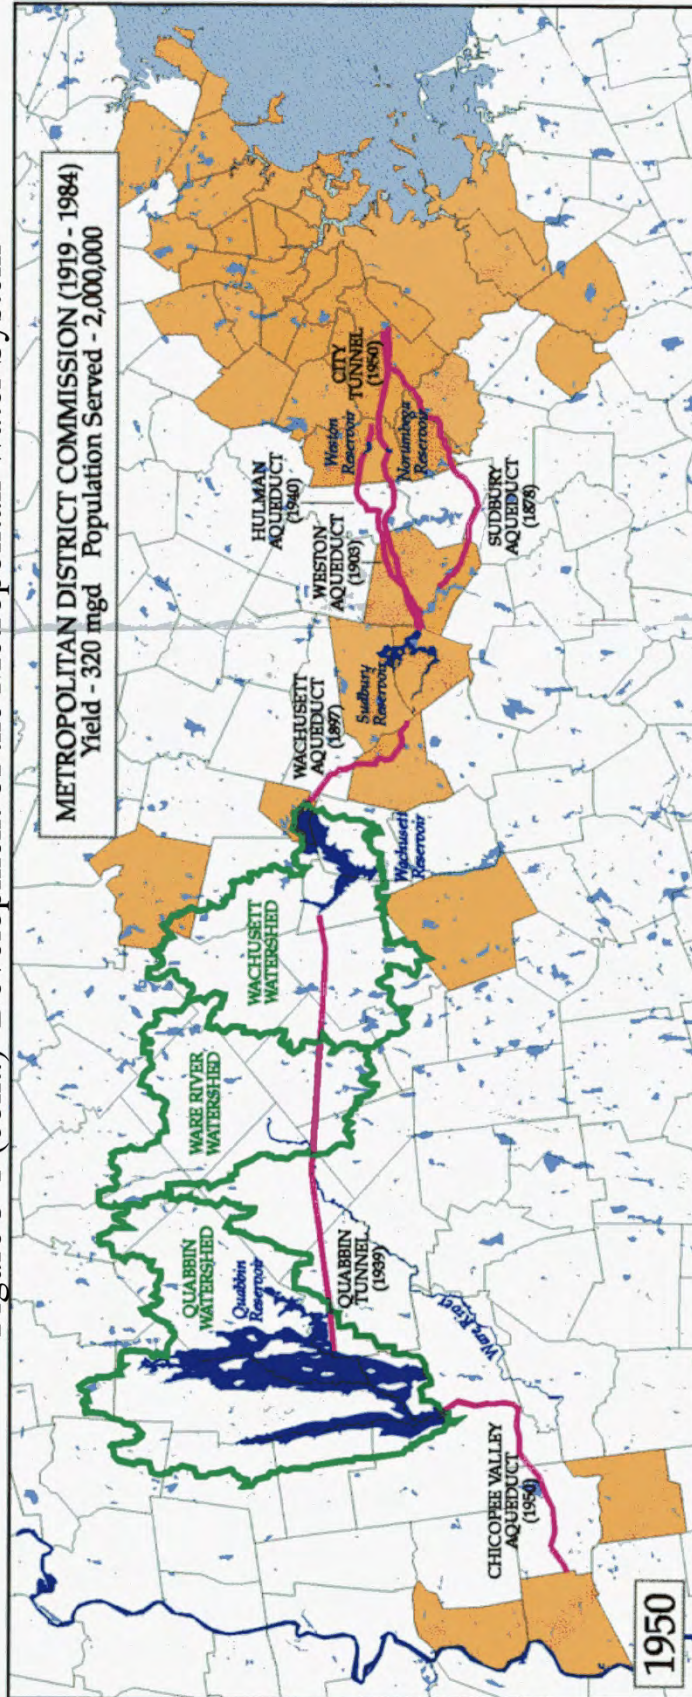 METROPOLITAN DISTRICT COMMISSION (1919 - 1984)
Yield - 320 mgd Population Served - 2,000,000
QUABBIN
WATERSHED
Quabbin
Reservoir
WARE RIVER
WATERSHED
WACHUSETT
WATERSHED
WACHUSETT
AQUEDUCT
(1897)
Sudbury
Reservoir
HULMAN
AQUEDUCT
(1940)
WESTON
AQUEDUCT
(1903)
Weston
Reservoir
CITY
TUNNEL
(1950)
Norumbega
Reservoir
SUDBURY
AQUEDUCT
(1878)
Wachusett
Reservoir
QUABBIN
TUNNEL
(1939)
Ware River
CHICOPEE VALLEY
AQUEDUCT
(1950)
1950